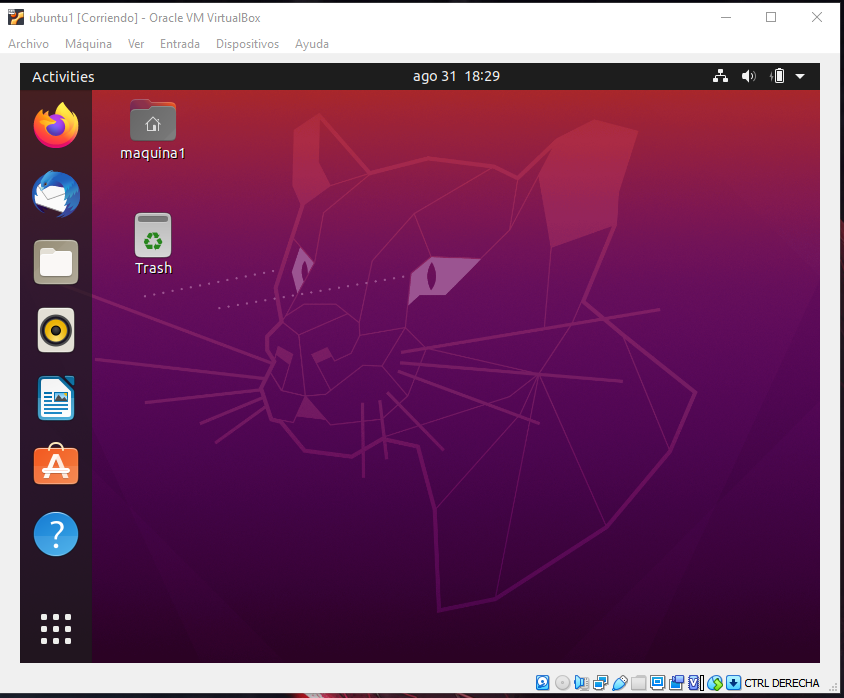 ubuntu1 [Corriendo] - Oracle VM VirtualBox
Archivo Máquina Ver Entrada Dispositivos Ayuda
Activities ago 31 18:29
maquina1
Trash
CTRL DERECHA